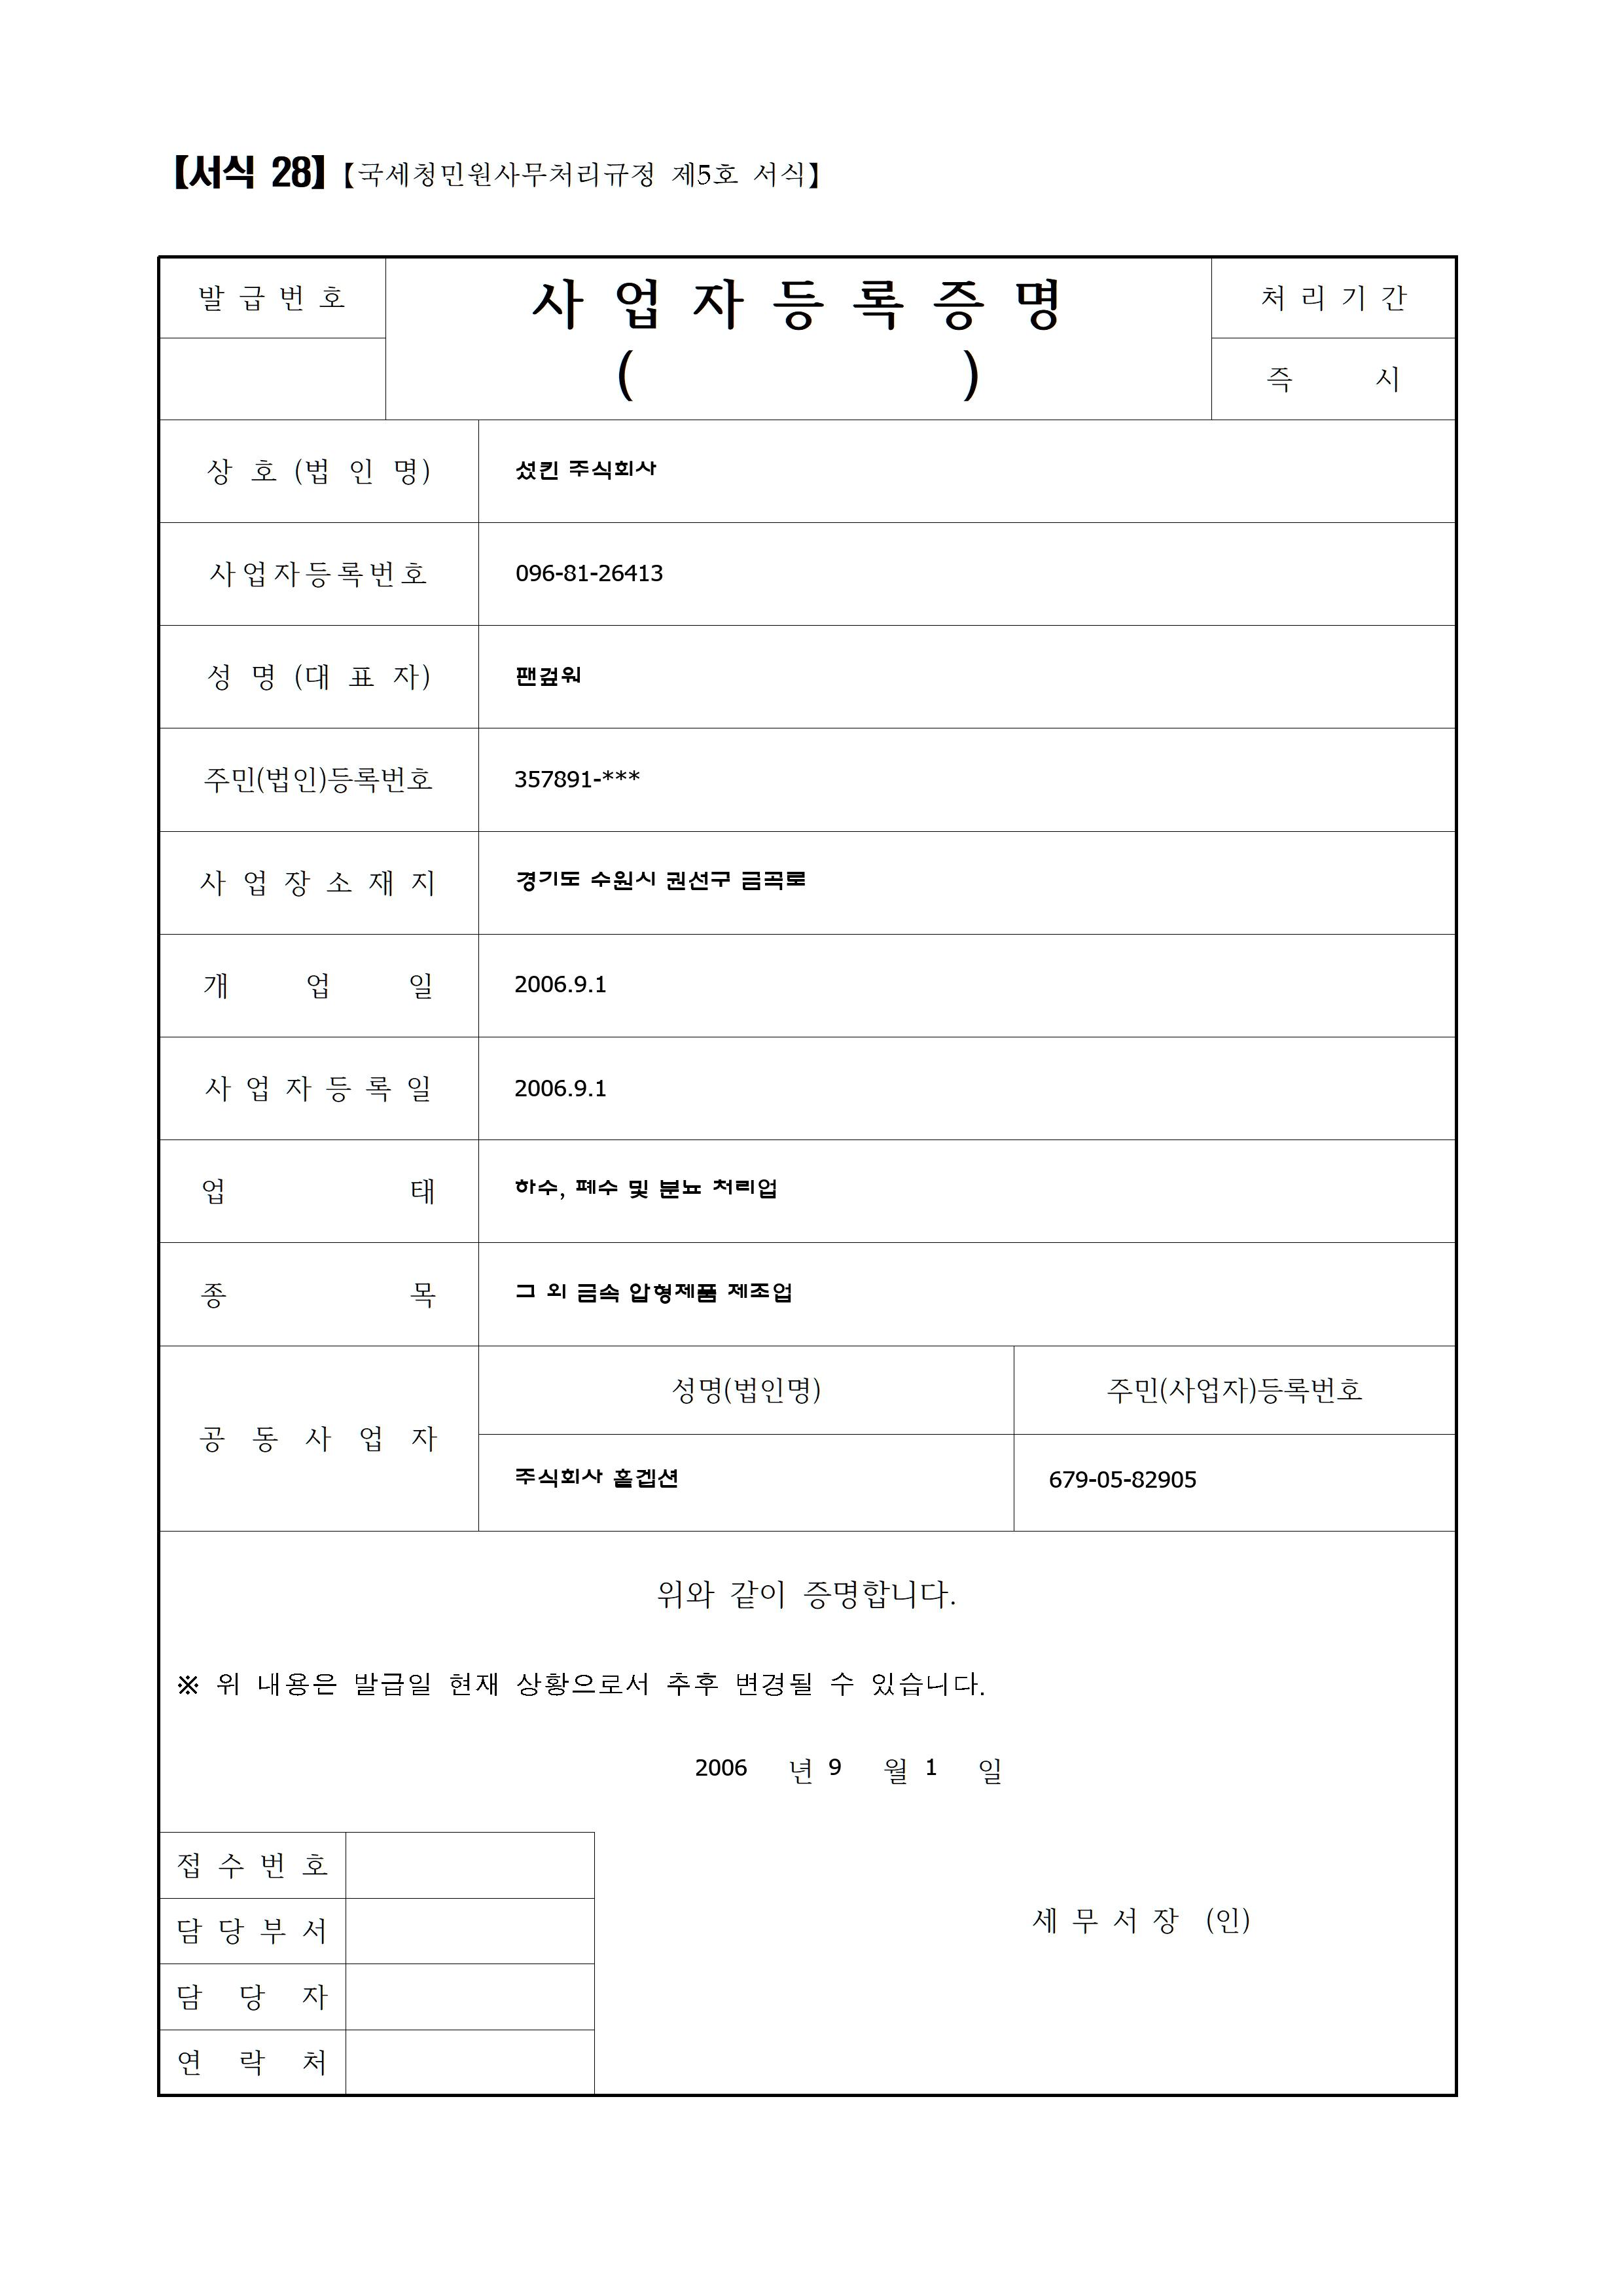 【서식 28】【국세청민원사무처리규정 제5호 서식】
발급번호
사업자등록증명
( )
처리기간
즉 시
상호(법인명) 섰킨 주식회사
사업자등록번호 096-81-26413
성명(대표자) 팬겊워
주민(법인)등록번호 357891-***
사업장소재지 경기도 수원시 권선구 금곡로
개업일 2006.9.1
사업자등록일 2006.9.1
업태 하수, 폐수 및 분뇨 처리업
종목 그 외 금속 압형제품 제조업
공동사업자
성명(법인명) 주민(사업자)등록번호
주식회사 홑겝션 679-05-82905
위와 같이 증명합니다.
※ 위 내용은 발급일 현재 상황으로서 추후 변경될 수 있습니다.
2006 년 9 월 1 일
접수번호
담당부서
세무서장 (인)
담당자
연락처